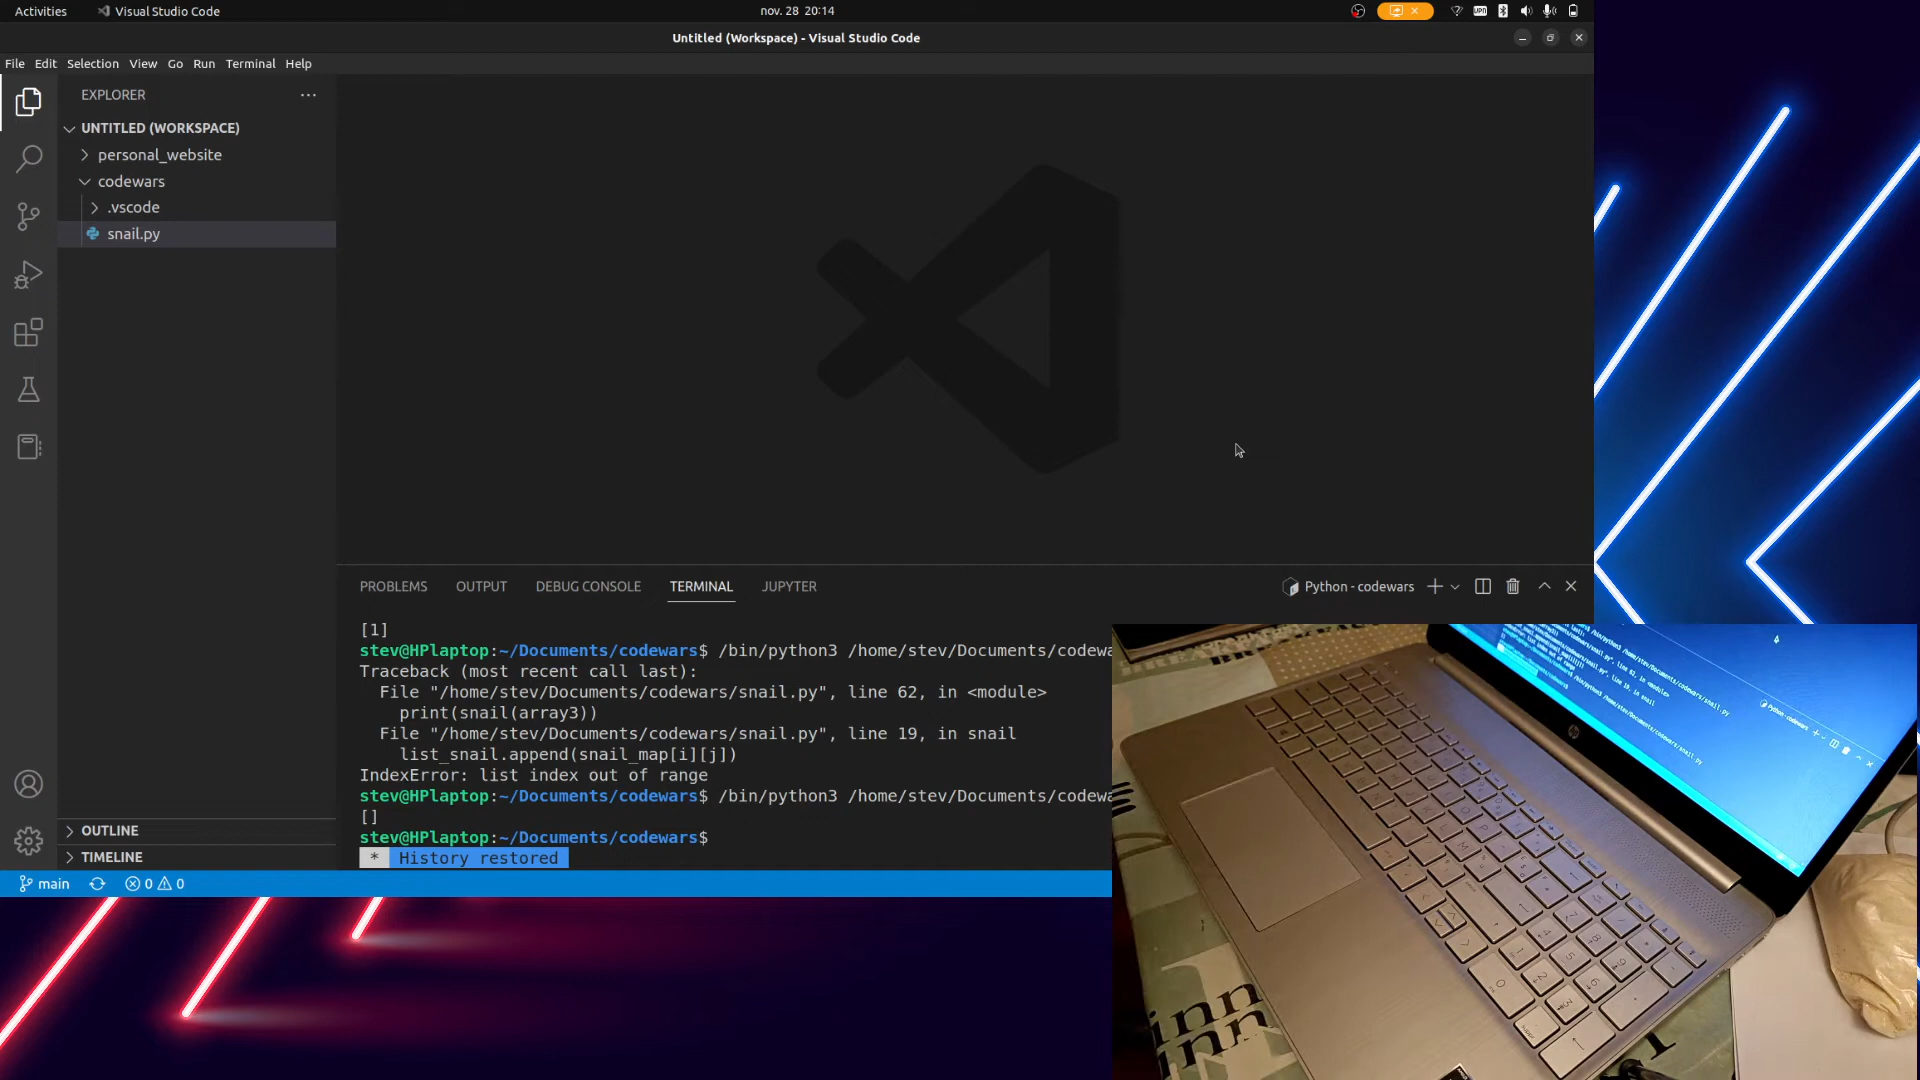 Activities Visual Studio Code nov. 28 20:14
Untitled (Workspace) - Visual Studio Code
File Edit Selection View Go Run Terminal Help
EXPLORER
UNTITLED (WORKSPACE)
personal_website
codewars
.vscode
snail.py
OUTLINE
TIMELINE
PROBLEMS OUTPUT DEBUG CONSOLE TERMINAL JUPYTER Python - codewars
[1]
stev@HPlaptop:~/Documents/codewars$ /bin/python3 /home/stev/Documents/codewa
Traceback (most recent call last):
File "/home/stev/Documents/codewars/snail.py", line 62, in <module>
print(snail(array3))
File "/home/stev/Documents/codewars/snail.py", line 19, in snail
list_snail.append(snail_map[i][j])
IndexError: list index out of range
stev@HPlaptop:~/Documents/codewars$ /bin/python3 /home/stev/Documents/codewa
[]
stev@HPlaptop:~/Documents/codewars$
* History restored
main 0 0
hp